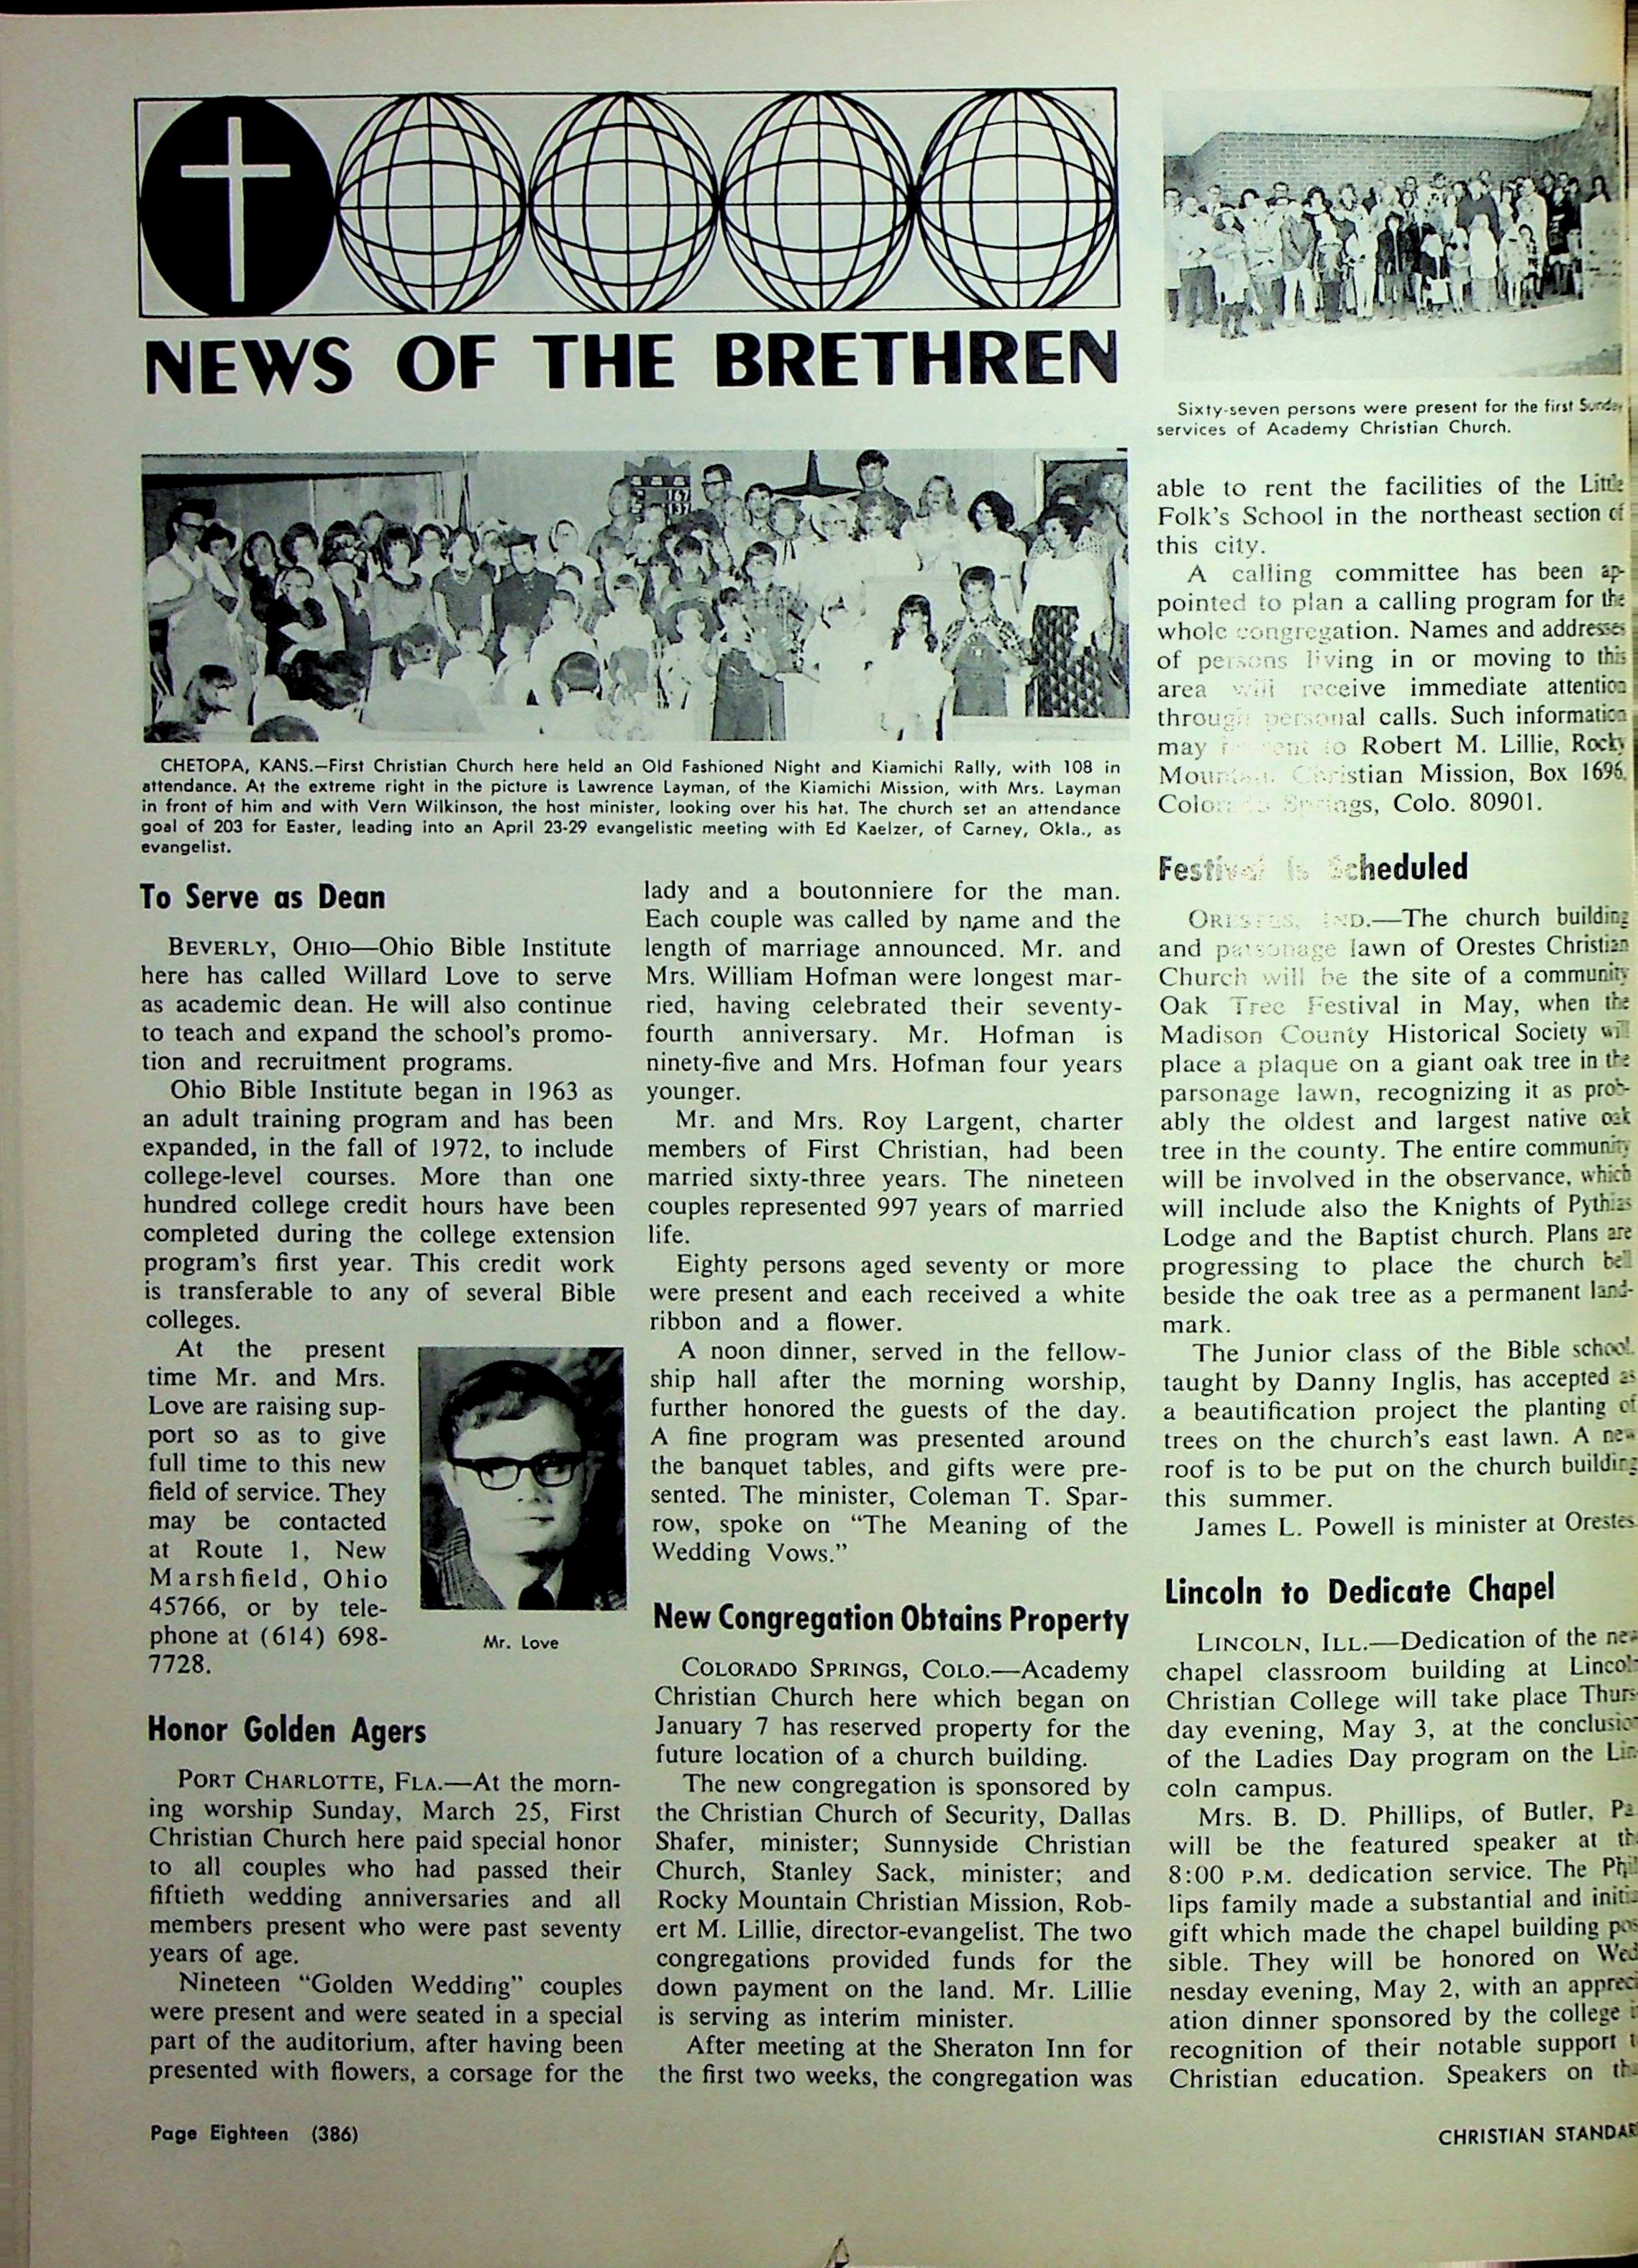 NEWS OF THE BRETHREN
167
137
CHETOPA, KANS.—First Christian Church here held an Old Fashioned Night and Kiamichi Rally, with 108 in
attendance. At the extreme right in the picture is Lawrence Layman, of the Kiamichi Mission, with Mrs. Layman
in front of him and with Vern Wilkinson, the host minister, looking over his hat. The church set an attendance
goal of 203 for Easter, leading into an April 23-29 evangelistic meeting with Ed Kaelzer, of Carney, Okla., as
evangelist.
To Serve as Dean
BEVERLY, OHIO—Ohio Bible Institute
here has called Willard Love to serve
as academic dean. He will also continue
to teach and expand the school's promo-
tion and recruitment programs.
Ohio Bible Institute began in 1963 as
an adult training program and has been
expanded, in the fall of 1972, to include
college-level courses. More than one
hundred college credit hours have been
completed during the college extension
program's first year. This credit work
is transferable to any of several Bible
colleges.
At the present
time Mr. and Mrs.
Love are raising sup-
port so as to give
full time to this new
field of service. They
may be contacted
at Route 1, New
Marshfield, Ohio
45766, or by tele-
phone at (614) 698-
7728.
Mr. Love
Honor Golden Agers
PORT CHARLOTTE, FLA.—At the morn-
ing worship Sunday, March 25, First
Christian Church here paid special honor
to all couples who had passed their
fiftieth wedding anniversaries and all
members present who were past seventy
years of age.
Nineteen "Golden Wedding" couples
were present and were seated in a special
part of the auditorium, after having been
presented with flowers, a corsage for the
lady and a boutonniere for the man.
Each couple was called by name and the
length of marriage announced. Mr. and
Mrs. William Hofman were longest mar-
ried, having celebrated their seventy-
fourth anniversary. Mr. Hofman is
ninety-five and Mrs. Hofman four years
younger.
Mr. and Mrs. Roy Largent, charter
members of First Christian, had been
married sixty-three years. The nineteen
couples represented 997 years of married
life.
Eighty persons aged seventy or more
were present and each received a white
ribbon and a flower.
A noon dinner, served in the fellow-
ship hall after the morning worship,
further honored the guests of the day.
A fine program was presented around
the banquet tables, and gifts were pre-
sented. The minister, Coleman T. Spar-
row, spoke on "The Meaning of the
Wedding Vows."
New Congregation Obtains Property
COLORADO SPRINGS, COLO.—Academy
Christian Church here which began on
January 7 has reserved property for the
future location of a church building.
The new congregation is sponsored by
the Christian Church of Security, Dallas
Shafer, minister; Sunnyside Christian
Church, Stanley Sack, minister; and
Rocky Mountain Christian Mission, Rob-
ert M. Lillie, director-evangelist. The two
congregations provided funds for the
down payment on the land. Mr. Lillie
is serving as interim minister.
After meeting at the Sheraton Inn for
the first two weeks, the congregation was
Sixty-seven persons were present for the first Sunday
services of Academy Christian Church.
able to rent the facilities of the Little
Folk's School in the northeast section of
this city.
A calling committee has been ap-
pointed to plan a calling program for the
whole congregation. Names and addresses
of persons living in or moving to this
area will receive immediate attention
through personal calls. Such information
may be sent to Robert M. Lillie, Rocky
Mountain Christian Mission, Box 1696,
Colorado Springs, Colo. 80901.
Festival Is Scheduled
ORESTES, IND.—The church building
and parsonage lawn of Orestes Christian
Church will be the site of a community
Oak Tree Festival in May, when the
Madison County Historical Society will
place a plaque on a giant oak tree in the
parsonage lawn, recognizing it as prob-
ably the oldest and largest native oak
tree in the county. The entire community
will be involved in the observance, which
will include also the Knights of Pythias
Lodge and the Baptist church. Plans are
progressing to place the church bell
beside the oak tree as a permanent land-
mark.
The Junior class of the Bible school,
taught by Danny Inglis, has accepted as
a beautification project the planting of
trees on the church's east lawn. A new
roof is to be put on the church building
this summer.
James L. Powell is minister at Orestes.
Lincoln to Dedicate Chapel
LINCOLN, ILL.—Dedication of the
chapel classroom building at Lincoln
Christian College will take place Thurs-
day evening, May 3, at the conclusion
of the Ladies Day program on the Lin-
coln campus.
Mrs. B. D. Phillips, of Butler,
will be the featured speaker at
8:00 P.M. dedication service. The Phil-
lips family made a substantial and
gift which made the chapel building pos-
sible. They will be honored on Wed-
nesday evening, May 2, with an appreci-
ation dinner sponsored by the college
recognition of their notable support
Christian education. Speakers on
Page Eighteen (386)
CHRISTIAN STANDAR